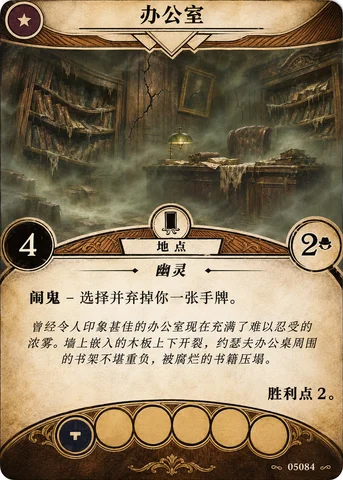 办公室
4
地点
2
幽灵
闹鬼 – 选择并弃掉你一张手牌。
曾经令人印象甚佳的办公室现在充满了难以忍受的
浓雾。墙上嵌入的木板上下开裂，约瑟夫办公桌周围
的书架不堪重负，被腐烂的书籍压塌。
胜利点 2。
05084